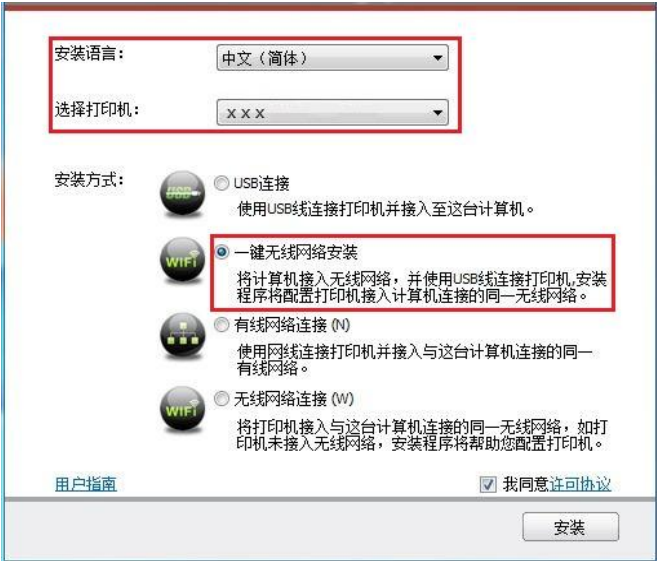 安装语言： 中文（简体）
选择打印机： xxx
安装方式： USB USB连接
使用USB线连接打印机并接入至这台计算机。
WiFi 一键无线网络安装
将计算机接入无线网络，并使用USB线连接打印机,安装
程序将配置打印机接入计算机连接的同一无线网络。
有线网络连接 (N)
使用网线连接打印机并接入与这台计算机连接的同一
有线网络。
WiFi 无线网络连接 (W)
将打印机接入与这台计算机连接的同一无线网络，如打
印机未接入无线网络，安装程序将帮助您配置打印机。
用户指南 我同意许可协议
安装